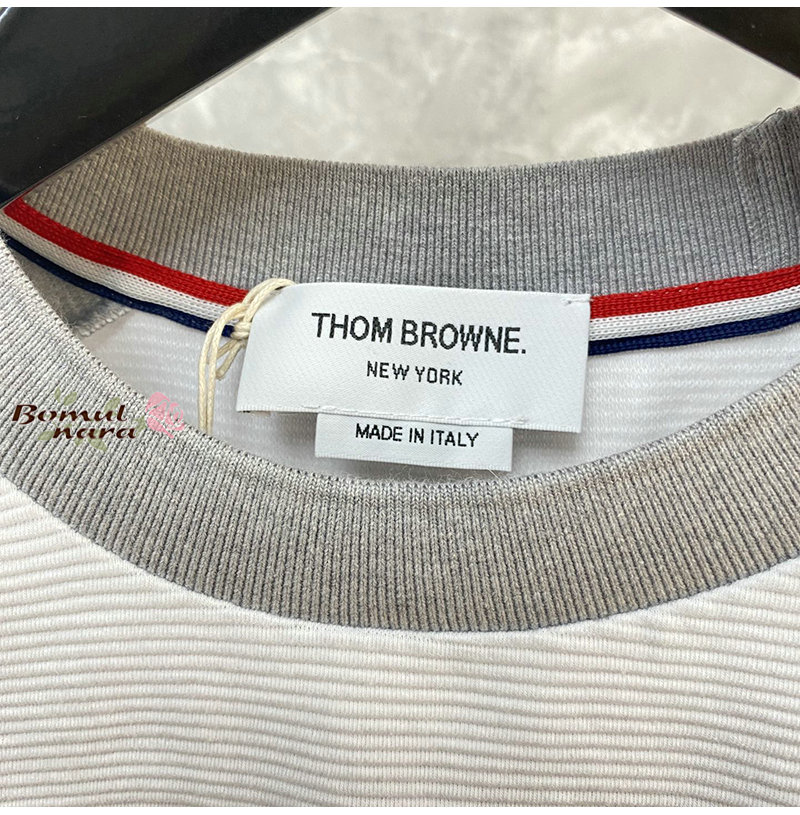 THOM BROWNE.
NEW YORK
MADE IN ITALY
Bomul
nara